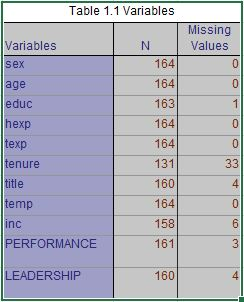 Table 1.1 Variables
Variables N Missing Values
sex 164 0
age 164 0
educ 163 1
hexp 164 0
texp 164 0
tenure 131 33
title 160 4
temp 164 0
inc 158 6
PERFORMANCE 161 3
LEADERSHIP 160 4